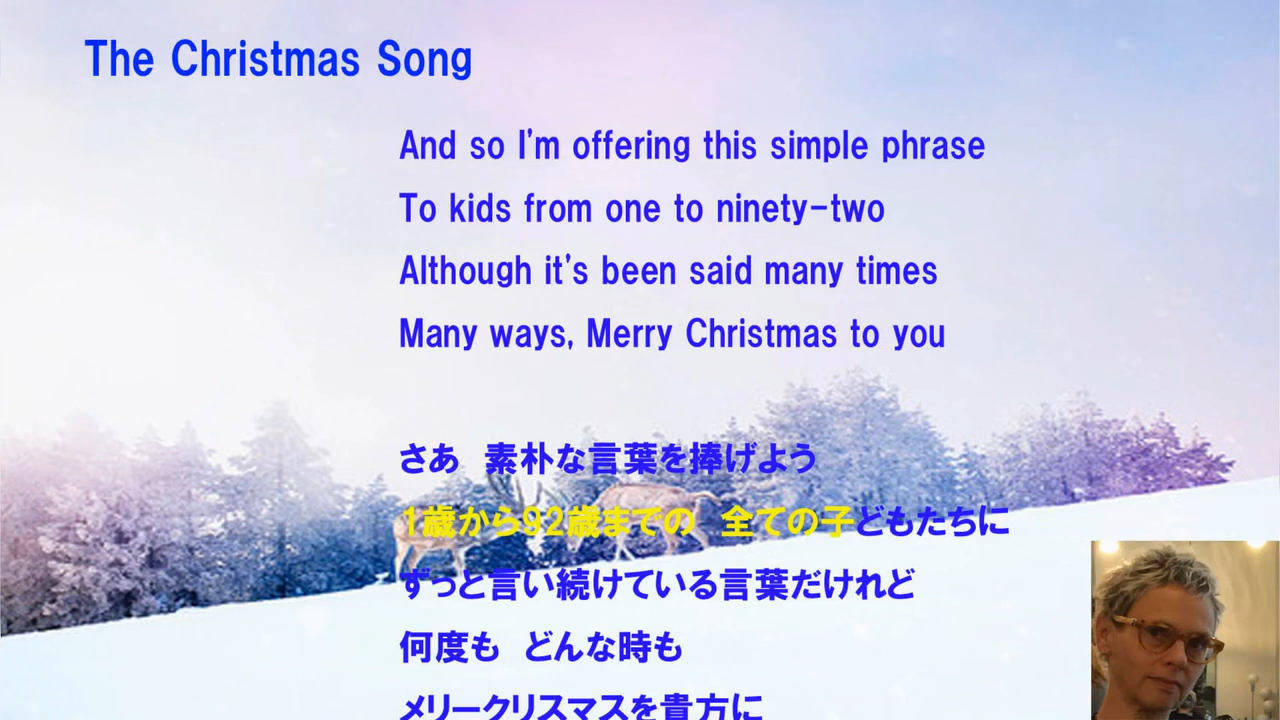 The Christmas Song
And so I'm offering this simple phrase
To kids from one to ninety-two
Although it's been said many times
Many ways, Merry Christmas to you
さあ　素朴な言葉を捧げよう
1歳から92歳までの　全ての子どもたちに
ずっと言い続けている言葉だけれど
何度も　どんな時も
メリークリスマスを貴方に